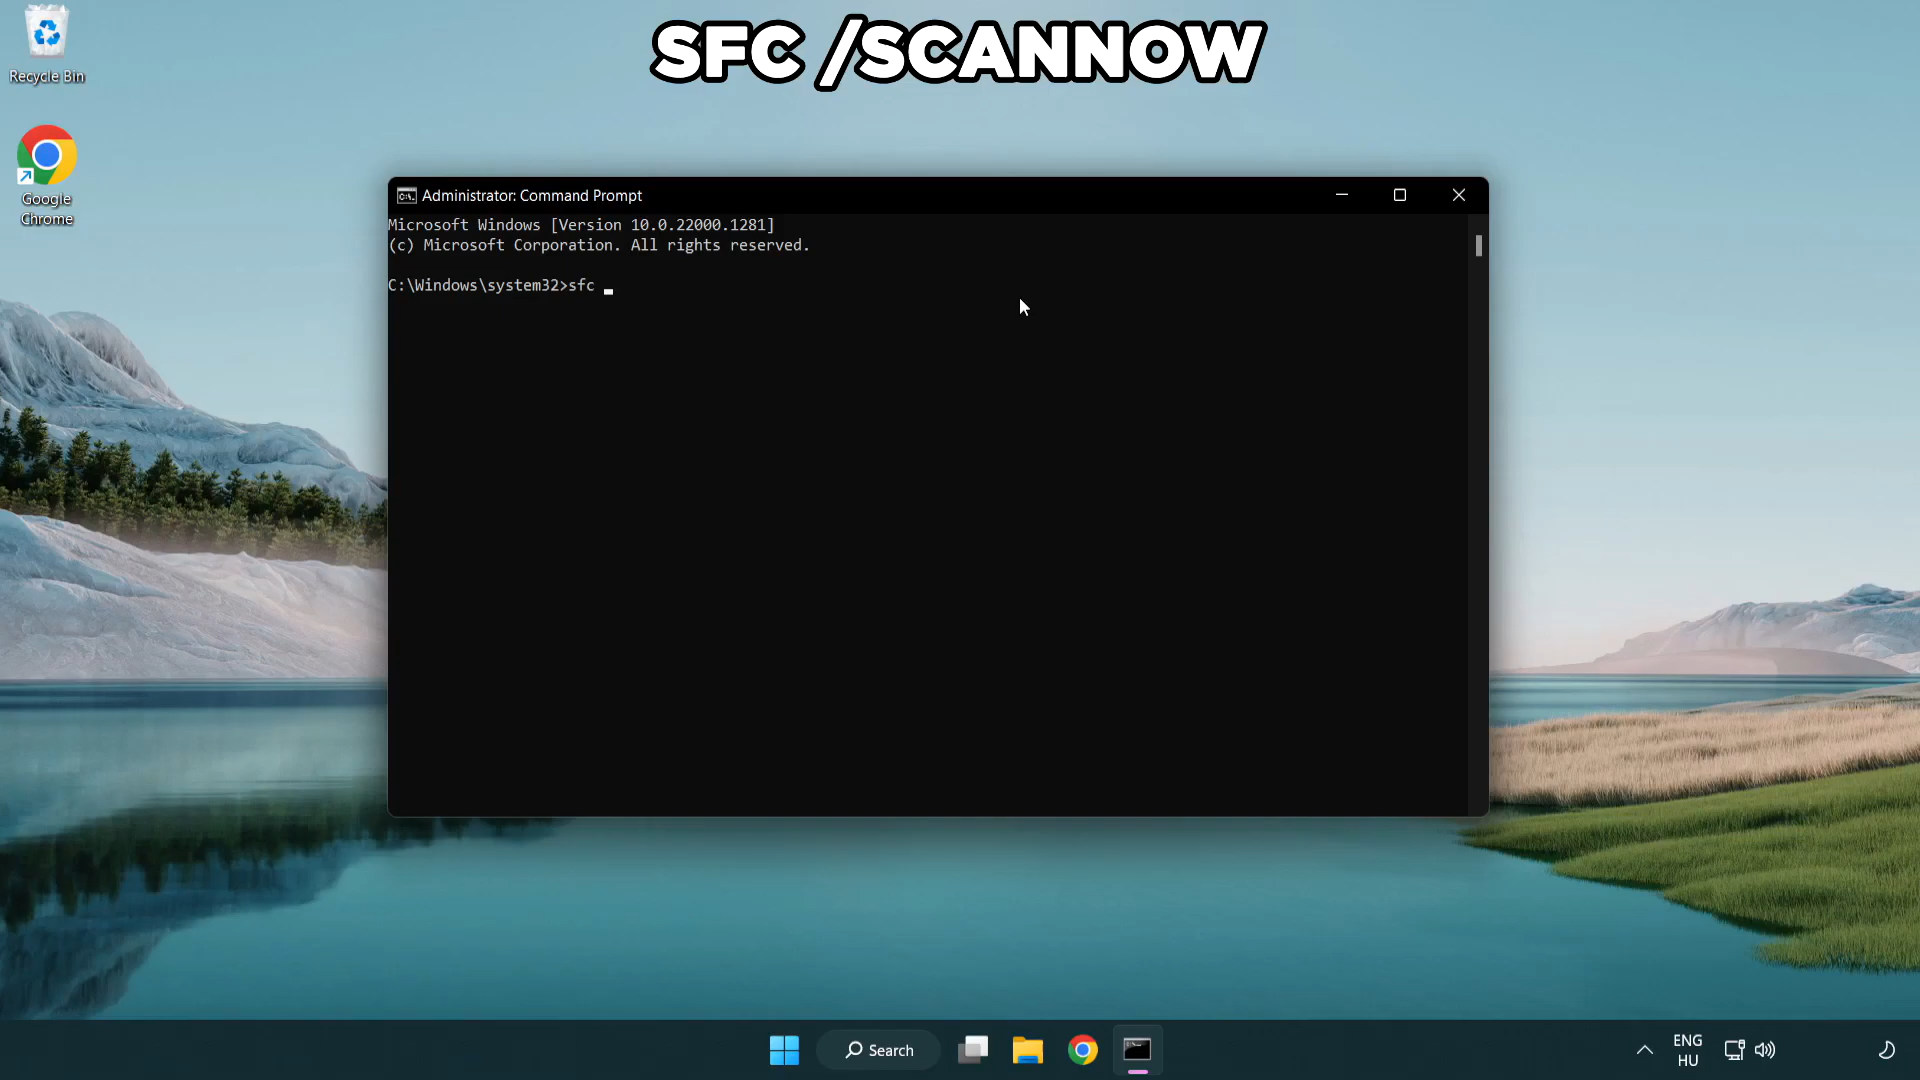 SFC /SCANNOW
Recycle Bin
Google
Chrome
Administrator: Command Prompt
Microsoft Windows [Version 10.0.22000.1281]
(c) Microsoft Corporation. All rights reserved.
C:\Windows\system32>sfc
Search
ENG
HU